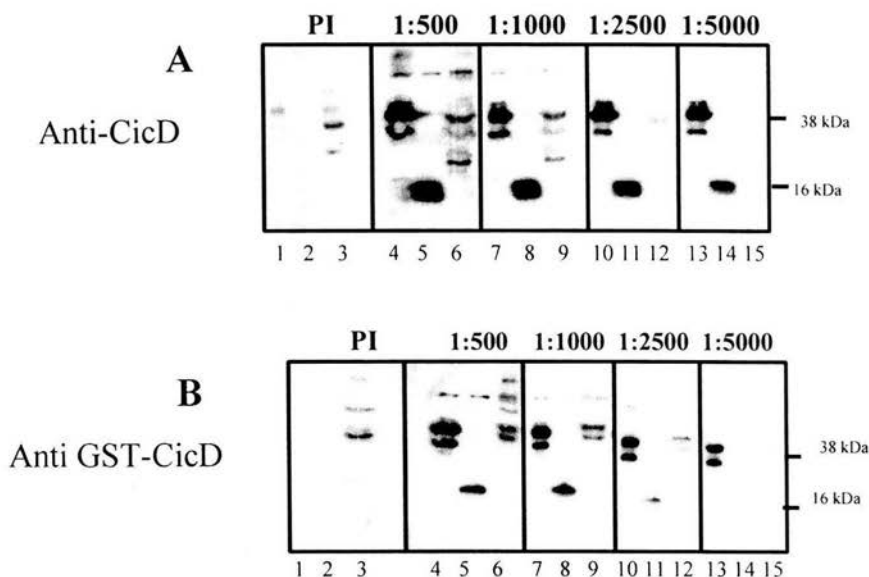 PI 1:500 1:1000 1:2500 1:5000
A
Anti-CicD
38 kDa
16 kDa
1 2 3 4 5 6 7 8 9 10 11 12 13 14 15
PI 1:500 1:1000 1:2500 1:5000
B
Anti GST-CicD
38 kDa
16 kDa
1 2 3 4 5 6 7 8 9 10 11 12 13 14 15